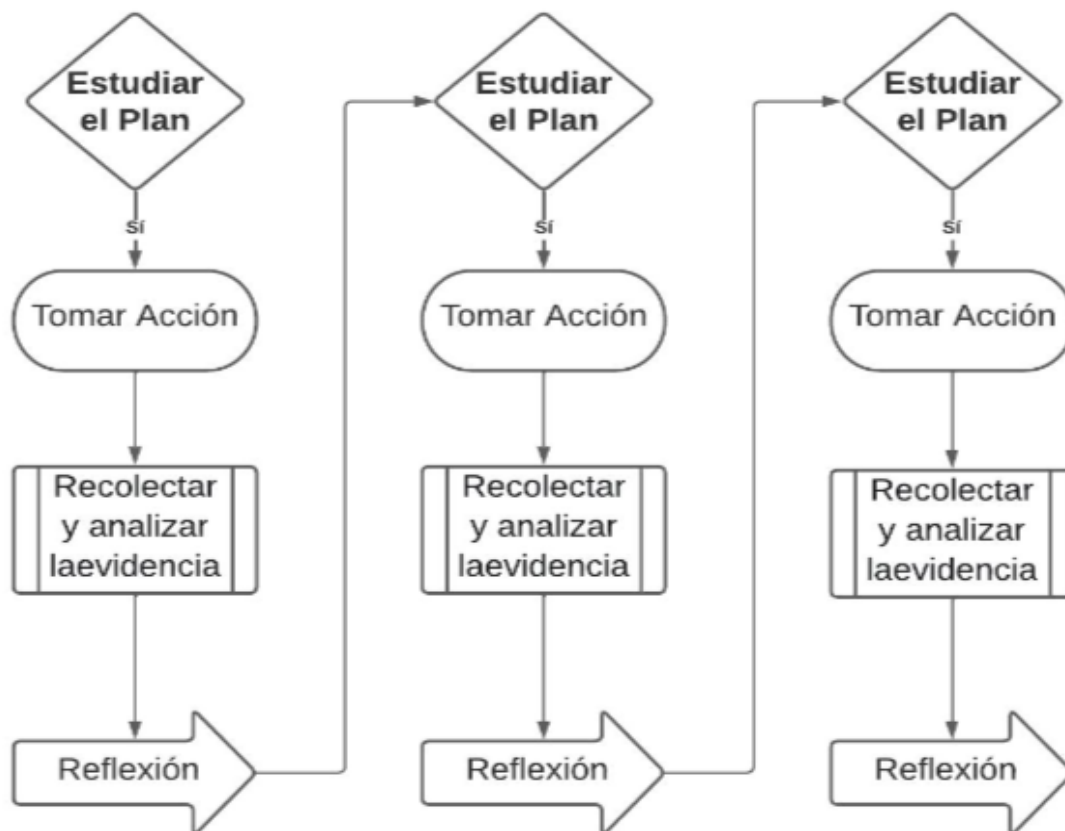 Estudiar
el Plan
sí
Tomar Acción
Recolectar
y analizar
laevidencia
Reflexión
Estudiar
el Plan
sí
Tomar Acción
Recolectar
y analizar
laevidencia
Reflexión
Estudiar
el Plan
sí
Tomar Acción
Recolectar
y analizar
laevidencia
Reflexión